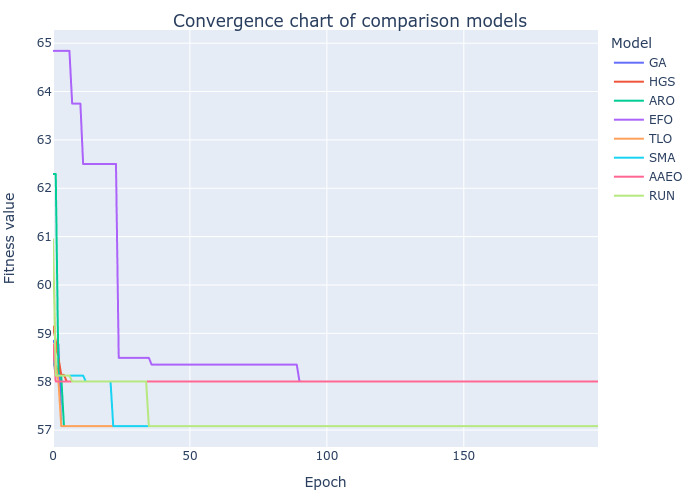 Convergence chart of comparison models
Fitness value
65
64
63
62
61
60
59
58
57
0
50
100
150
Epoch
Model
GA
HGS
ARO
EFO
TLO
SMA
AAEO
RUN